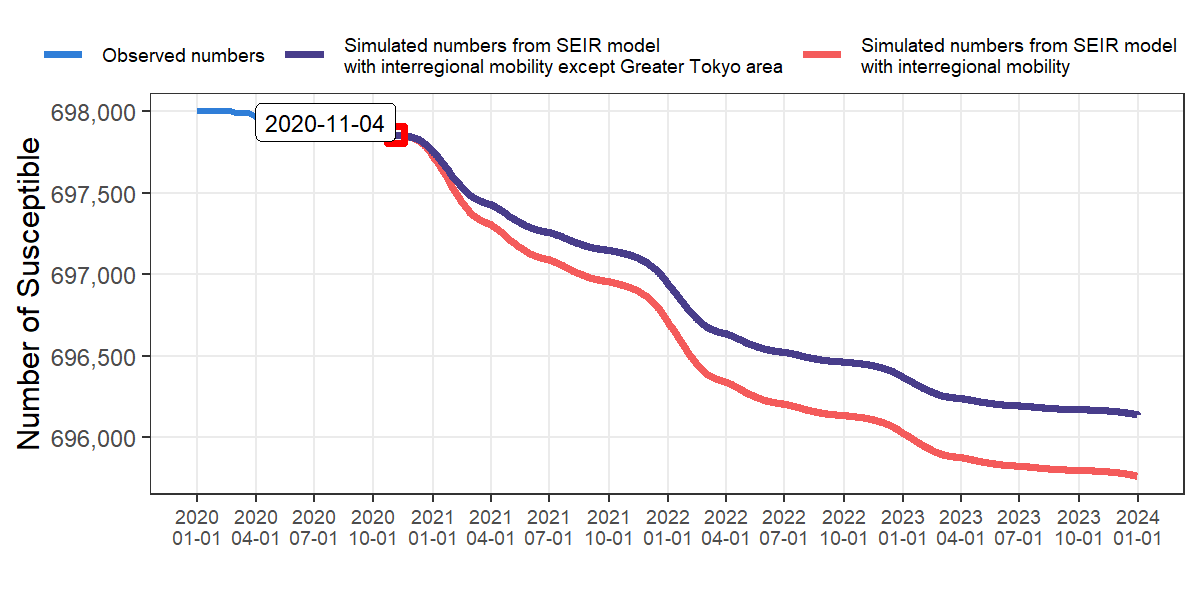 Observed numbers
Simulated numbers from SEIR model
with interregional mobility except Greater Tokyo area
Simulated numbers from SEIR model
with interregional mobility
Number of Susceptible
698,000
697,500
697,000
696,500
696,000
2020-11-04
2020 2020 2020 2020 2021 2021 2021 2021 2022 2022 2022 2022 2023 2023 2023 2023 2024
01-01 04-01 07-01 10-01 01-01 04-01 07-01 10-01 01-01 04-01 07-01 10-01 01-01 04-01 07-01 10-01 01-01